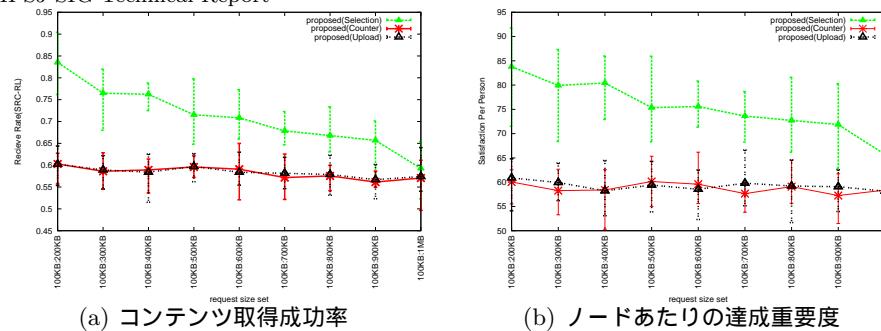 SIG Technical Report
proposed(Selection)
proposed(Counter)
proposed(Upload)
Recieve Rate(SRC-RL)
0.95
0.9
0.85
0.8
0.75
0.7
0.65
0.6
0.55
0.5
0.45
100KB:200KB
100KB:300KB
100KB:400KB
100KB:500KB
100KB:600KB
100KB:700KB
100KB:800KB
100KB:900KB
100KB:1MB
request size set
(a) コンテンツ取得成功率
proposed(Selection)
proposed(Counter)
proposed(Upload)
Satisfaction Per Person
95
90
85
80
75
70
65
60
55
50
100KB:200KB
100KB:300KB
100KB:400KB
100KB:500KB
100KB:600KB
100KB:700KB
100KB:800KB
100KB:900KB
request size set
(b) ノードあたりの達成重要度